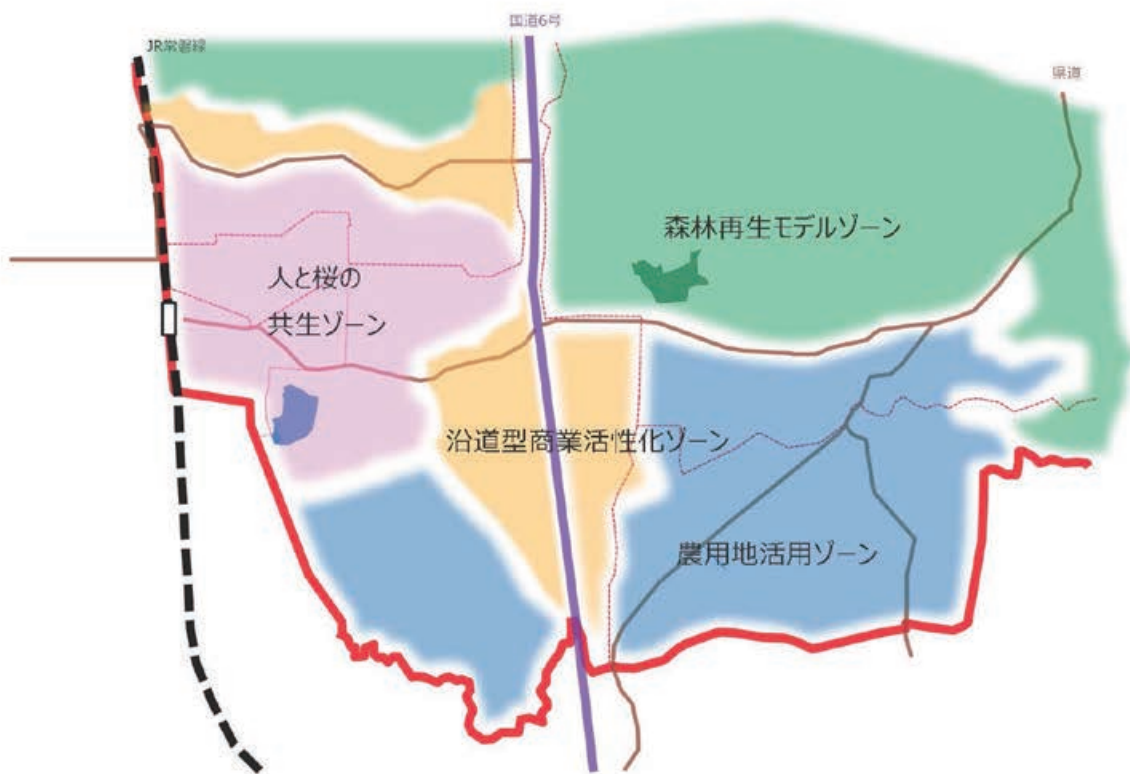 国道6号
JR常磐線
県道
森林再生モデルゾーン
人と桜の
共生ゾーン
沿道型商業活性化ゾーン
農用地活用ゾーン